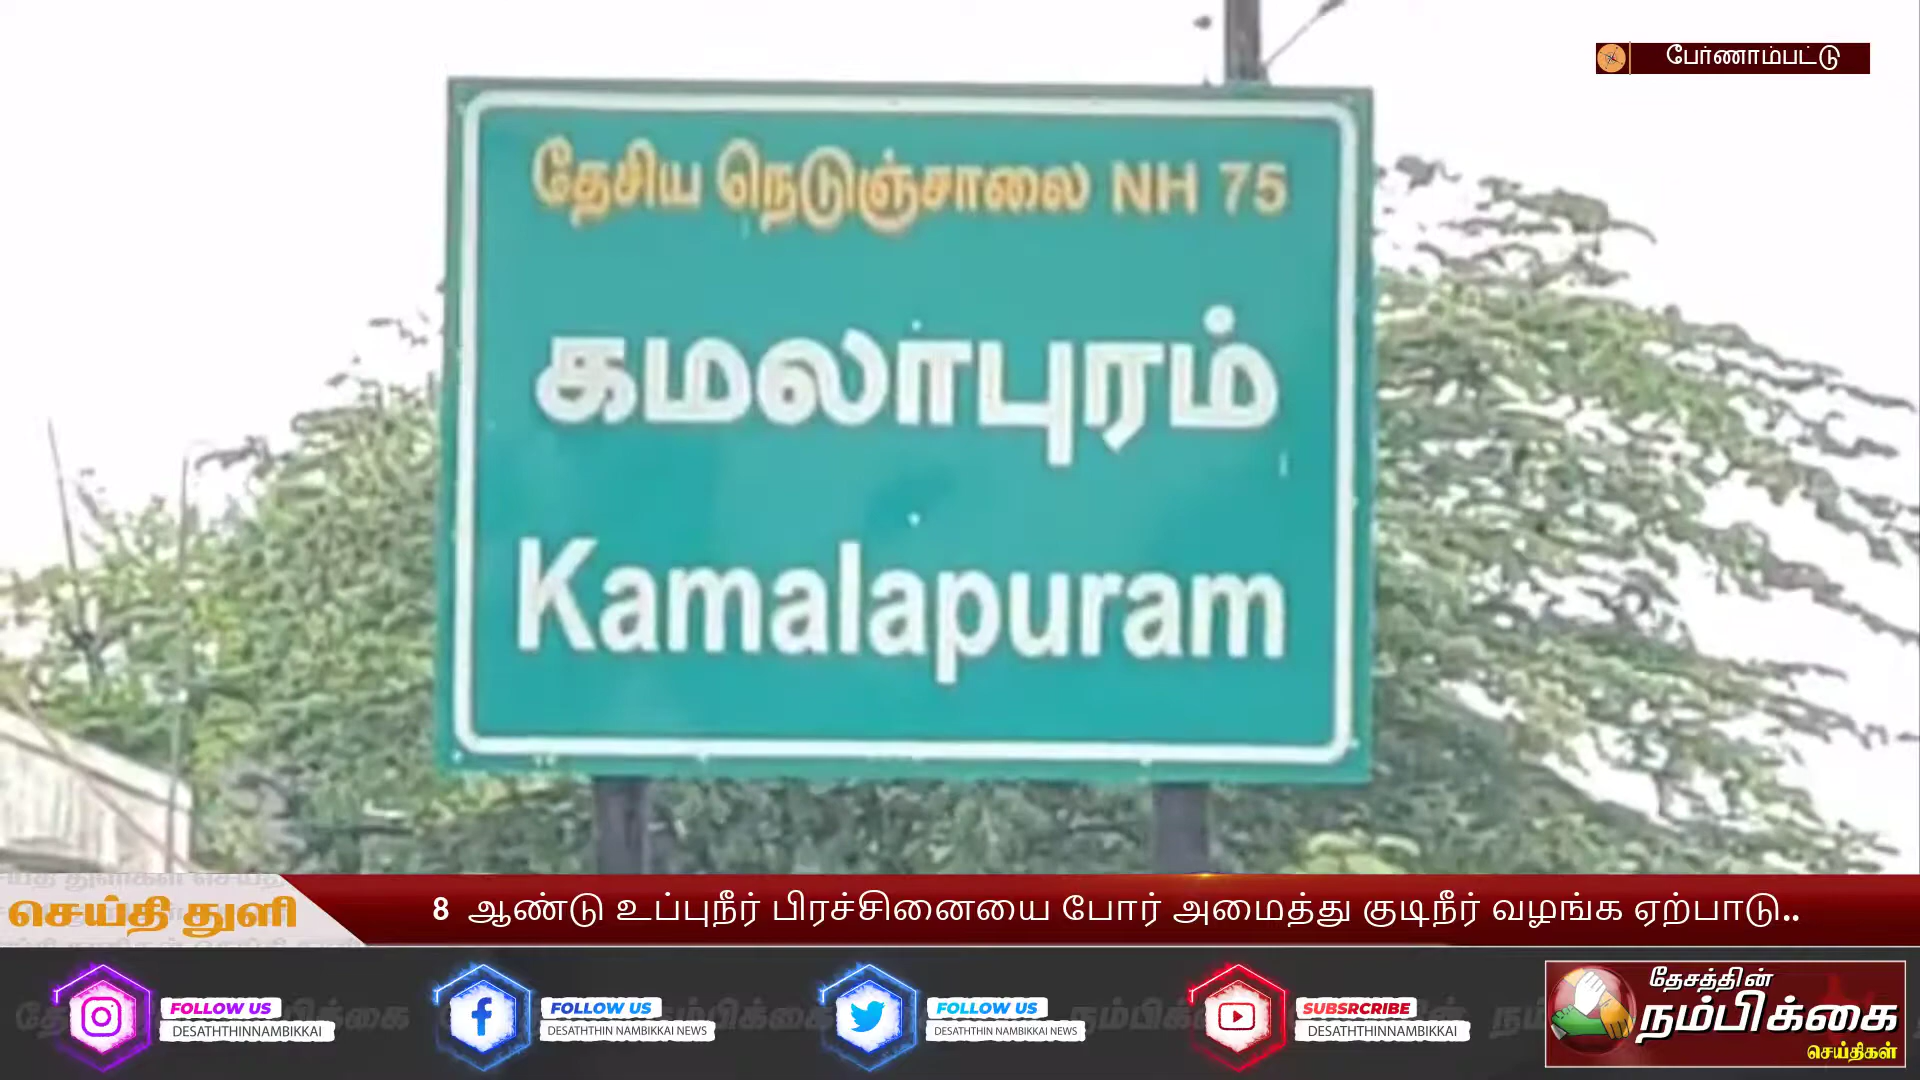 பேர்ணாம்பட்டு
தேசிய நெடுஞ்சாலை NH 75
கமலாபுரம்
Kamalapuram
செய்தி துளி
8 ஆண்டு உப்புநீர் பிரச்சினையை போர் அமைத்து குடிநீர் வழங்க ஏற்பாடு..
FOLLOW US
DESATHTHINNAMBIKKAI
FOLLOW US
DESATHTHIN NAMBIKKAI NEWS
FOLLOW US
DESATHTHIN NAMBIKKAI NEWS
SUBSRCRIBE
DESATHTHINNAMBIKKAI
தேசத்தின்
நம்பிக்கை
செய்திகள்